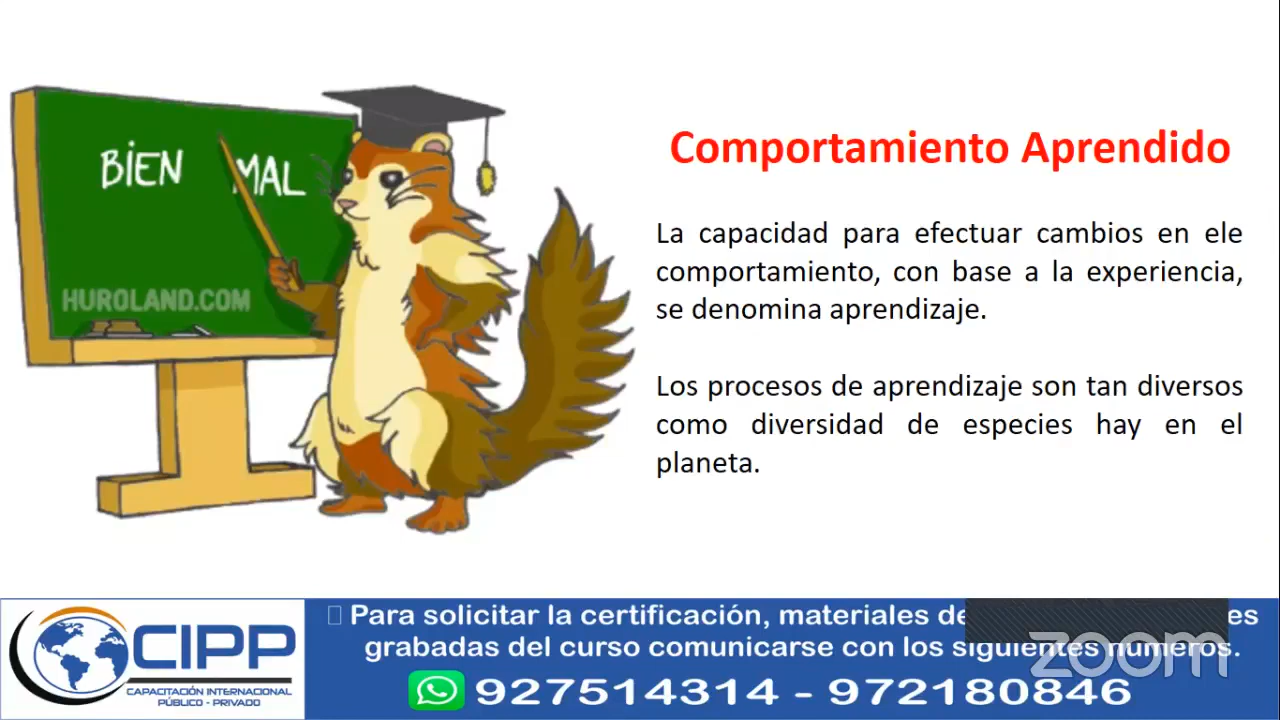 BiEN MAL
HUROLAND.COM
Comportamiento Aprendido
La capacidad para efectuar cambios en ele
comportamiento, con base a la experiencia,
se denomina aprendizaje.
Los procesos de aprendizaje son tan diversos
como diversidad de especies hay en el
planeta.
CIPP
CAPACITACIÓN INTERNACIONAL
PÚBLICO - PRIVADO
Para solicitar la certificación, materiales
grabadas del curso comunicarse con los siguientes números.
927514314 - 972180846
zoom